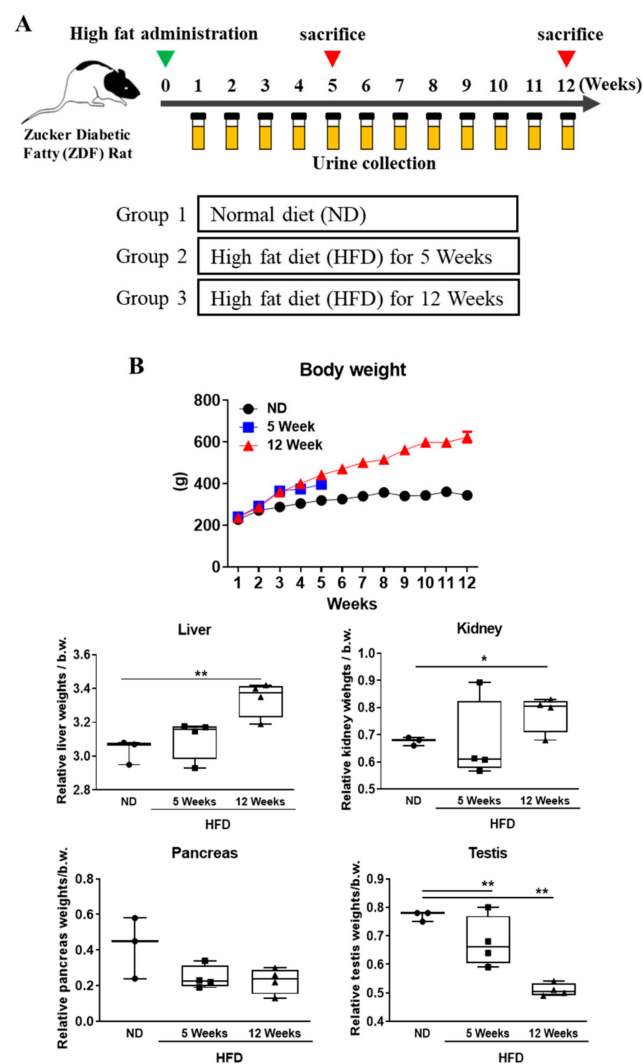 A
High fat administration
sacrifice
sacrifice
0 1 2 3 4 5 6 7 8 9 10 11 12 (Weeks)
Zucker Diabetic
Fatty (ZDF) Rat
Urine collection
Group 1 Normal diet (ND)
Group 2 High fat diet (HFD) for 5 Weeks
Group 3 High fat diet (HFD) for 12 Weeks
B
Body weight
800
600
400
200
0
(g)
ND
5 Week
12 Week
1 2 3 4 5 6 7 8 9 10 11 12
Weeks
Liver
Relative liver weights / b.w.
3.6
3.4
3.2
3.0
2.8
**
ND 5 Weeks 12 Weeks
HFD
Kidney
Relative kidney wiehgts / b.w.
1.0
0.9
0.8
0.7
0.6
0.5
*
ND 5 Weeks 12 Weeks
HFD
Pancreas
Relative pancreas weights/b.w.
0.8
0.6
0.4
0.2
0.0
ND 5 Weeks 12 Weeks
HFD
Testis
Relative testis weights/b.w.
0.9
0.8
0.7
0.6
0.5
0.4
**
**
ND 5 Weeks 12 Weeks
HFD